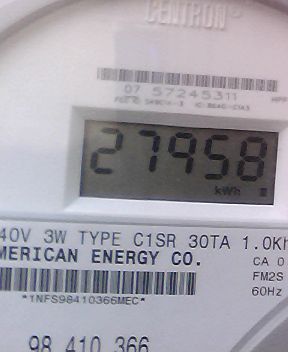 CENTRON®
07 57245311
27958
kWh
40V 3W TYPE C1SR 30TA 1.0Kh
MERICAN ENERGY CO.
CA 0
FM2S
60Hz
*1NFS98410366MEC*
98 410 366